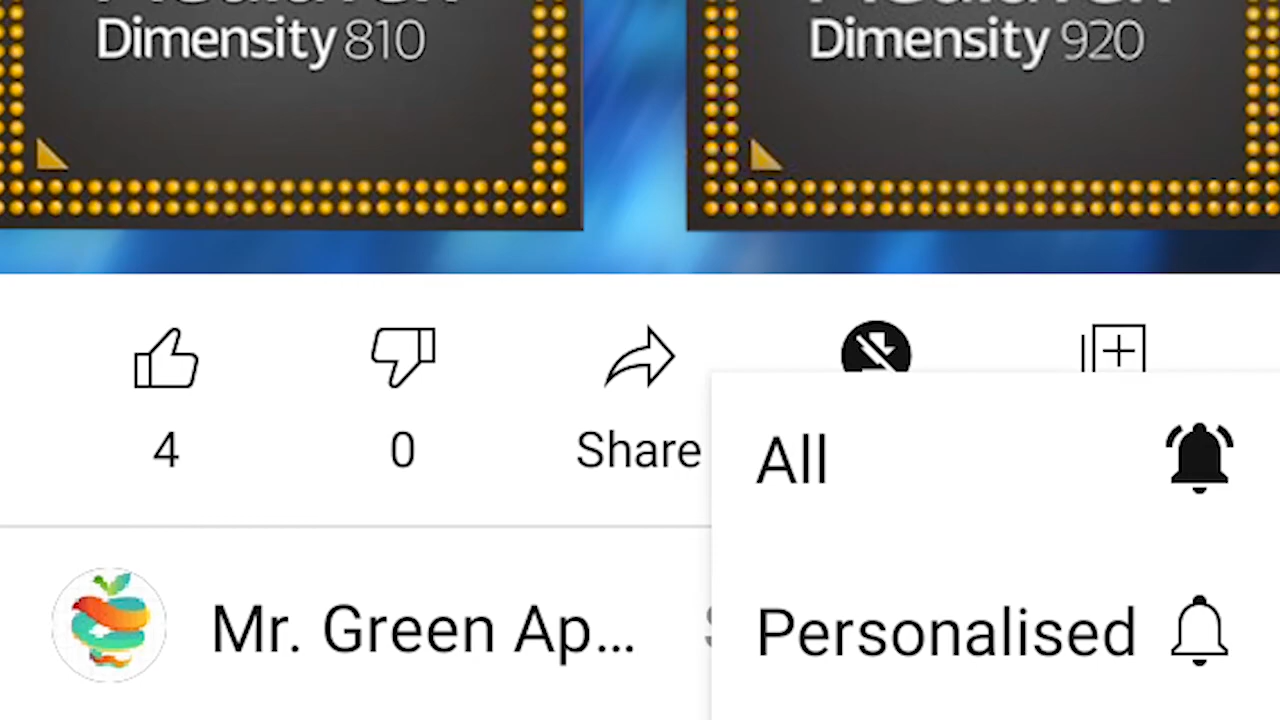 Dimensity 810
Dimensity 920
4
0
Share
All
Mr. Green Ap...
Personalised